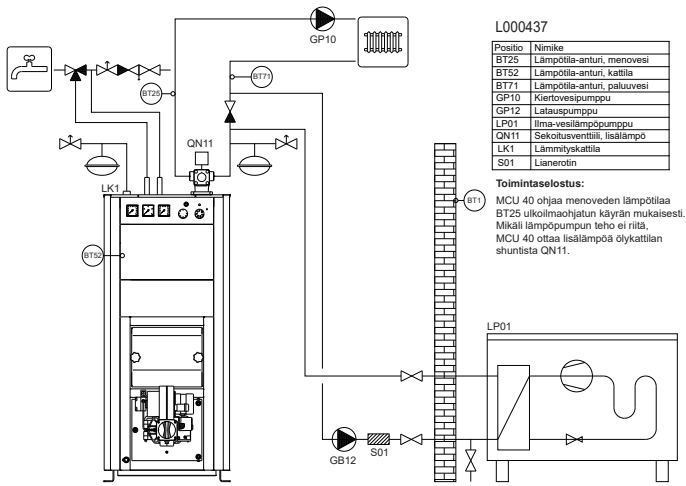 L000437
Positio Nimike
BT25 Lämpötila-anturi, menovesi
BT52 Lämpötila-anturi, kattila
BT71 Lämpötila-anturi, paluuvesi
GP10 Kiertovesipumppu
GP12 Latauspumppu
LP01 Ilma-vesilämpöpumppu
QN11 Sekoitusventtiili, lisälämpö
LK1 Lämmityskattila
S01 Lianerotin
Toimintaselostus:
MCU 40 ohjaa menoveden lämpötilaa
BT25 ulkoilmaohjatun käyrän mukaisesti.
Mikäli lämpöpumpun teho ei riitä,
MCU 40 ottaa lisälämpöä ölykattilan
shuntista QN11.
GP10
BT71
BT25
QN11
LK1
BT1
BT52
LP01
GB12
S01